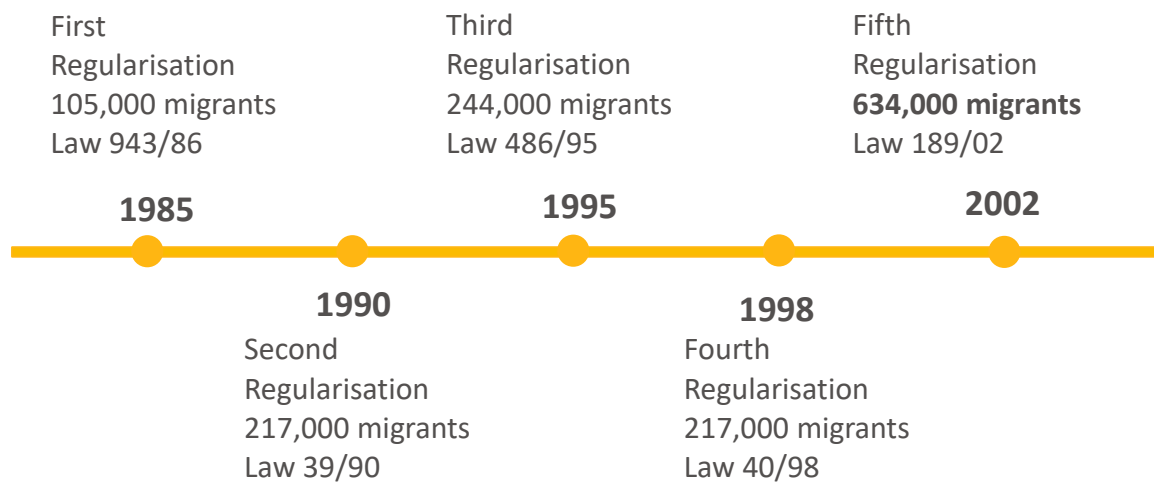 First
Regularisation
105,000 migrants
Law 943/86
1985
1990
Second
Regularisation
217,000 migrants
Law 39/90
Third
Regularisation
244,000 migrants
Law 486/95
1995
1998
Fourth
Regularisation
217,000 migrants
Law 40/98
Fifth
Regularisation
634,000 migrants
Law 189/02
2002